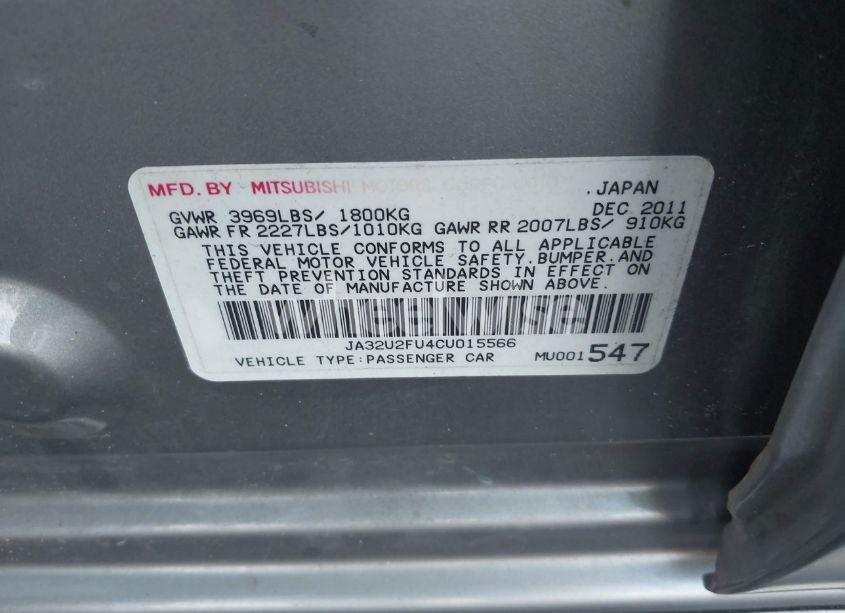 MFD. BY MITSUBISHI MOTORS CORPORATION .JAPAN
GVWR 3969LBS/ 1800KG DEC 2011
GAWR FR 2227LBS/1010KG GAWR RR 2007LBS/ 910KG
THIS VEHICLE CONFORMS TO ALL APPLICABLE
FEDERAL MOTOR VEHICLE SAFETY.BUMPER.AND
THEFT PREVENTION STANDARDS IN EFFECT ON
THE DATE OF MANUFACTURE SHOWN ABOVE.
JA32U2FU4CU015566
VEHICLE TYPE:PASSENGER CAR MU001547